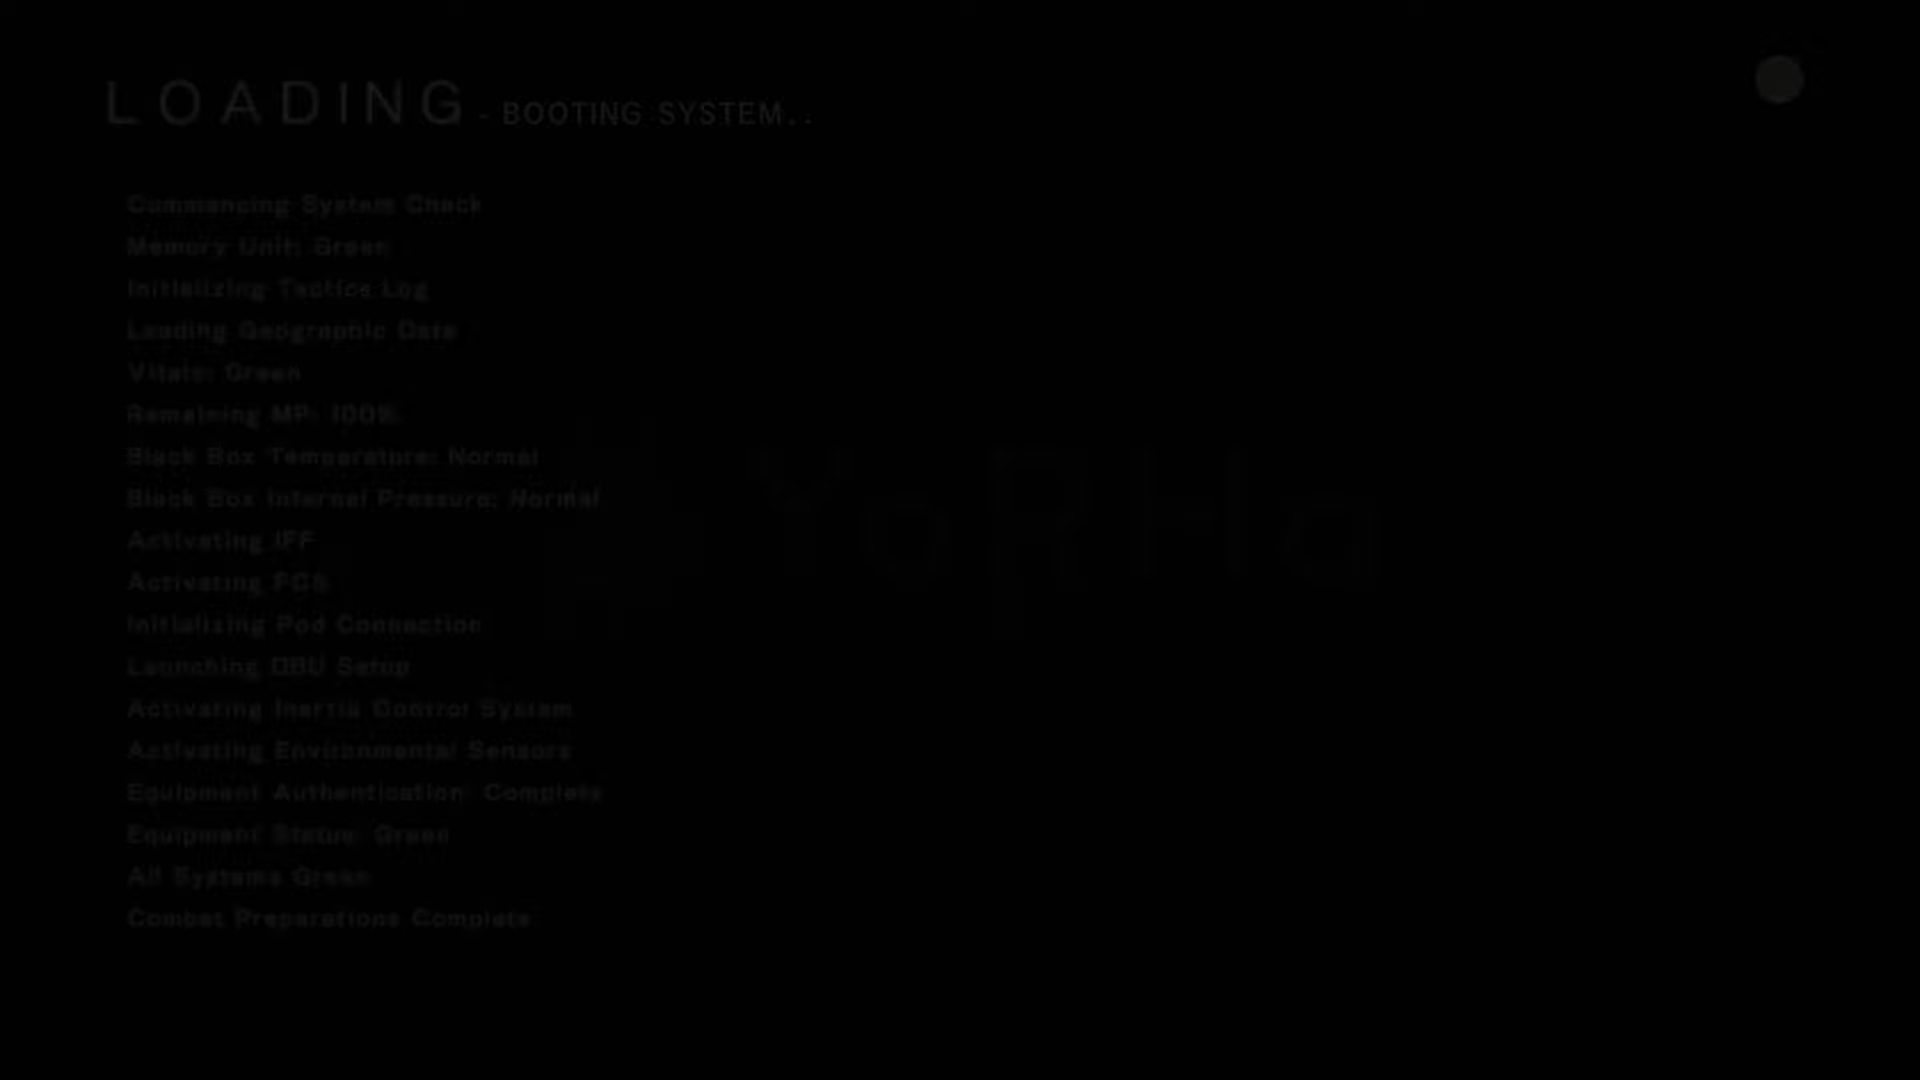 LOADING - BOOTING SYSTEM..
Commencing System Check
Memory Unit: Green
Initializing Tactics Log
Loading Geographic Data
Vitals: Green
Remaining MP: 100%
Black Box Temperature: Normal
Black Box Internal Pressure: Normal
YoRHa
Activating IFF
Activating FCS
Initializing Pod Connection
Launching DBU Setup
Activating Inertia Control System
Activating Environmental Sensors
Equipment Authentication: Complete
Equipment Status: Green
All Systems Green
Combat Preparations Complete